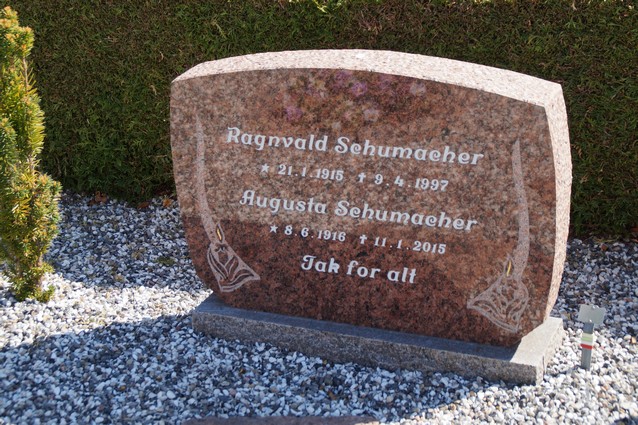 Ragnvald Schumacher
★ 21.1.1915 ✝ 9.4.1997
Augusta Schumacher
★ 8.6.1916 ✝ 11.1.2015
Tak for alt